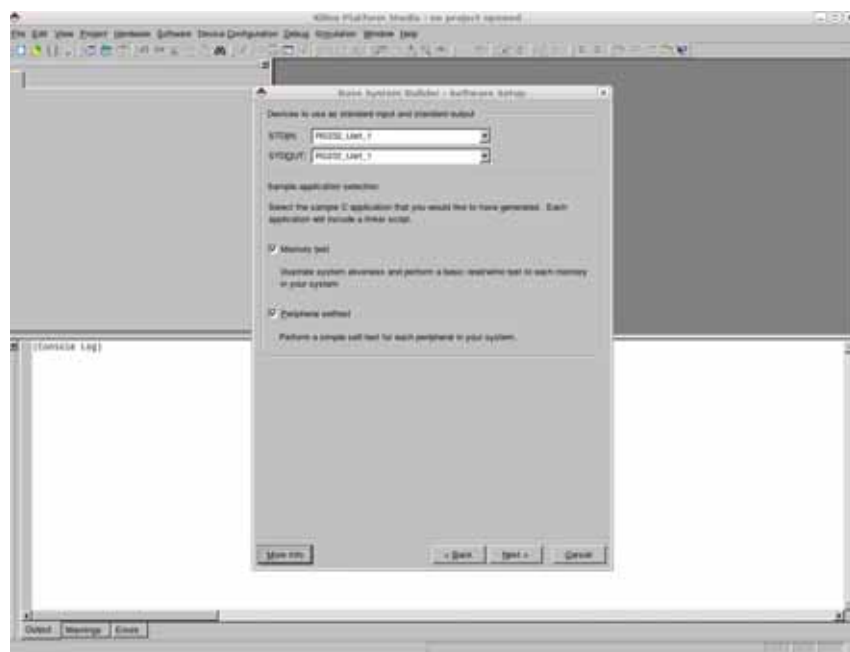 Xilinx Platform Studio - no project opened
File Edit View Project Hardware Software Device Configuration Debug Simulation Window Help
Base System Builder - Software Setup
Devices to use as standard input and standard output
STDIN: RS232_Uart_1
STDOUT: RS232_Uart_1
Sample application selection
Select the sample C application that you would like to have generated. Each
application will include a linker script.
Memory test
Illustrate system aliveness and perform a basic read/write test to each memory
in your system
Peripheral selftest
Perform a simple self-test for each peripheral in your system.
(Console Log)
More Info
< Back
Next >
Cancel
Output Warnings Errors